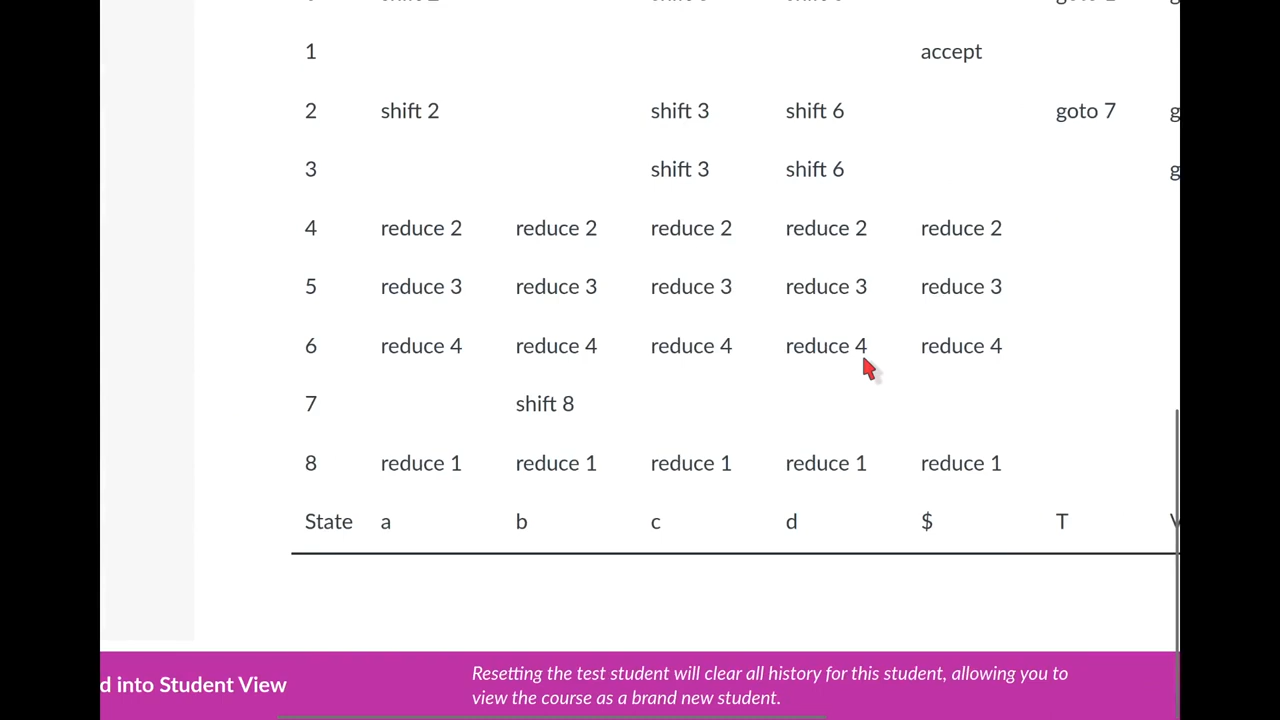 1 accept
2 shift 2 shift 3 shift 6 goto 7
3 shift 3 shift 6
4 reduce 2 reduce 2 reduce 2 reduce 2 reduce 2
5 reduce 3 reduce 3 reduce 3 reduce 3 reduce 3
6 reduce 4 reduce 4 reduce 4 reduce 4 reduce 4
7 shift 8
8 reduce 1 reduce 1 reduce 1 reduce 1 reduce 1
State a b c d $ T
d into Student View
Resetting the test student will clear all history for this student, allowing you to
view the course as a brand new student.